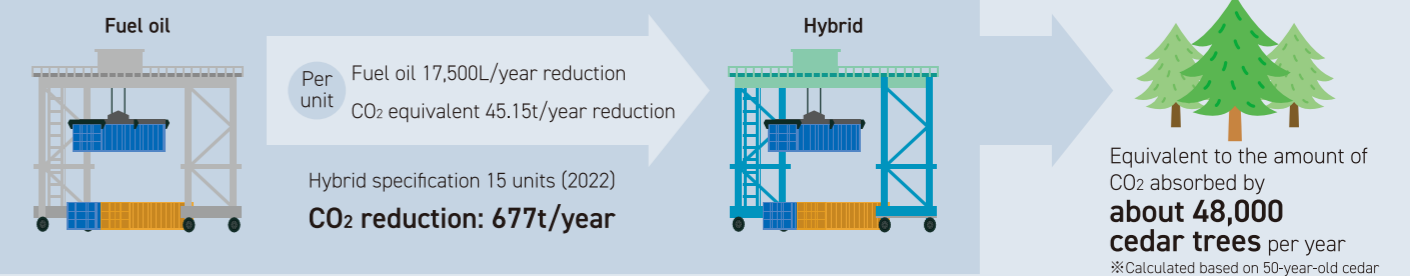 Fuel oil
Per
unit
Fuel oil 17,500L/year reduction
CO2 equivalent 45.15t/year reduction
Hybrid specification 15 units (2022)
CO2 reduction: 677t/year
Hybrid
Equivalent to the amount of
CO2 absorbed by
about 48,000
cedar trees per year
※Calculated based on 50-year-old cedar